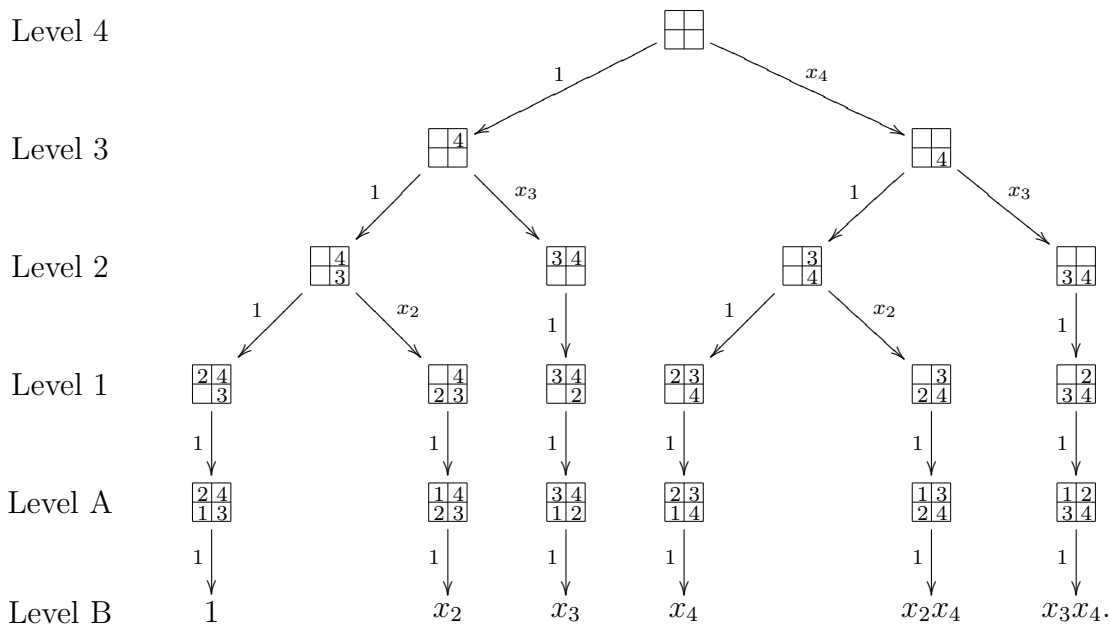 Level 4
1 x₄
Level 3 4 4
1 x₃ 1 x₃
Level 2 4 3 3 4 3 4 3 4
1 x₂ 1 1 x₂ 1
Level 1 2 4 3 4 2 3 3 4 2 2 3 4 3 2 4 2 3 4
1 1 1 1 1 1
Level A 2 4 1 3 1 4 2 3 3 4 1 2 2 3 1 4 1 3 2 4 1 2 3 4
1 1 1 1 1 1
Level B 1 x₂ x₃ x₄ x₂x₄ x₃x₄.